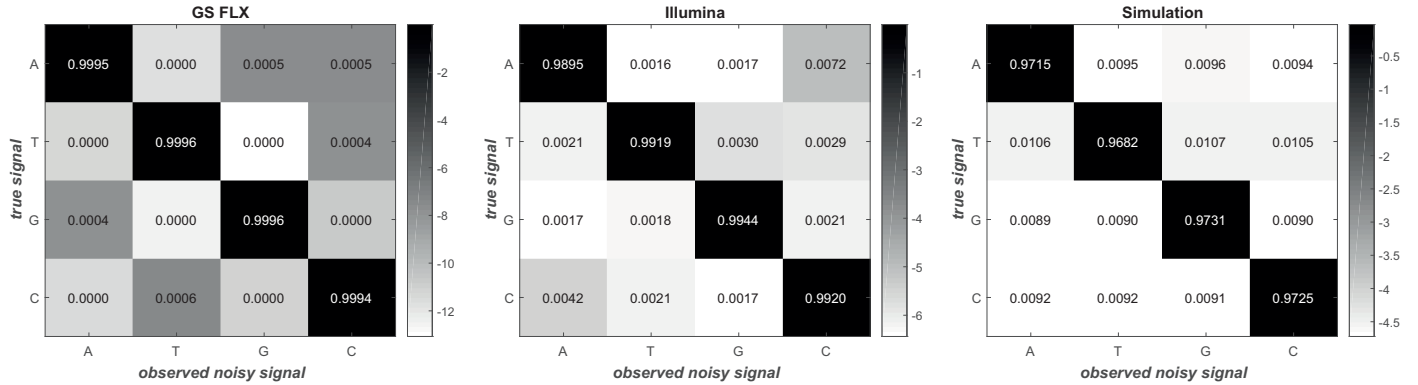 GS FLX
A 0.9995 0.0000 0.0005 0.0005
T 0.0000 0.9996 0.0000 0.0004
G 0.0004 0.0000 0.9996 0.0000
C 0.0000 0.0006 0.0000 0.9994
A T G C
observed noisy signal
true signal
-2
-4
-6
-8
-10
-12
Illumina
A 0.9895 0.0016 0.0017 0.0072
T 0.0021 0.9919 0.0030 0.0029
G 0.0017 0.0018 0.9944 0.0021
C 0.0042 0.0021 0.0017 0.9920
A T G C
observed noisy signal
true signal
-1
-2
-3
-4
-5
-6
Simulation
A 0.9715 0.0095 0.0096 0.0094
T 0.0106 0.9682 0.0107 0.0105
G 0.0089 0.0090 0.9731 0.0090
C 0.0092 0.0092 0.0091 0.9725
A T G C
observed noisy signal
true signal
-0.5
-1
-1.5
-2
-2.5
-3
-3.5
-4
-4.5